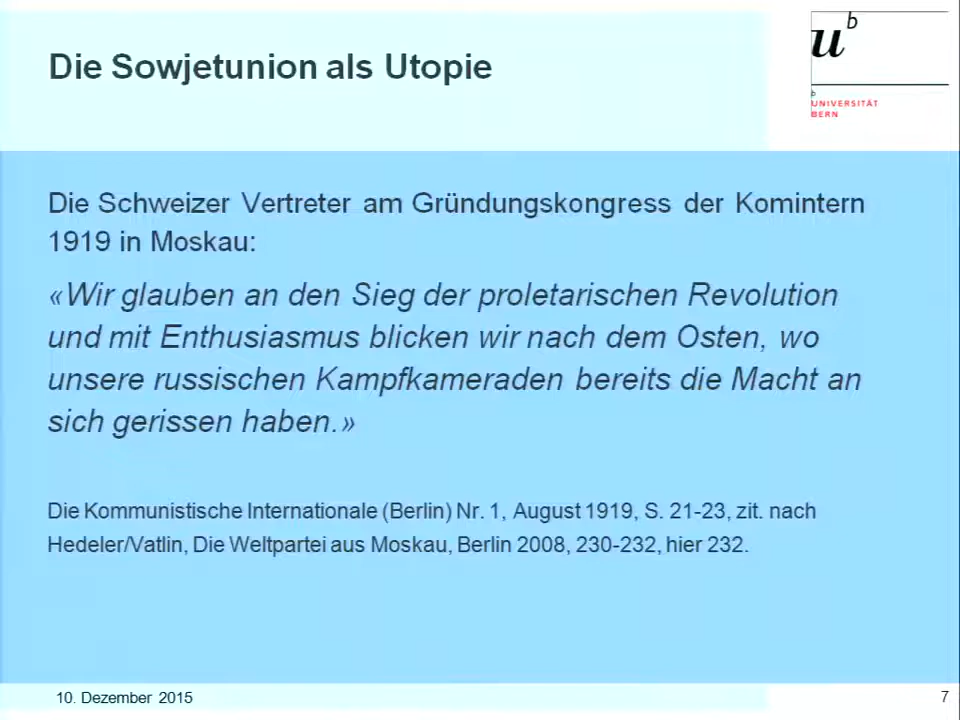 Die Sowjetunion als Utopie
u
b
b
UNIVERSITÄT
BERN
Die Schweizer Vertreter am Gründungskongress der Komintern
1919 in Moskau:
«Wir glauben an den Sieg der proletarischen Revolution
und mit Enthusiasmus blicken wir nach dem Osten, wo
unsere russischen Kampfkameraden bereits die Macht an
sich gerissen haben.»
Die Kommunistische Internationale (Berlin) Nr. 1, August 1919, S. 21-23, zit. nach
Hedeler/Vatlin, Die Weltpartei aus Moskau, Berlin 2008, 230-232, hier 232.
10. Dezember 2015
7